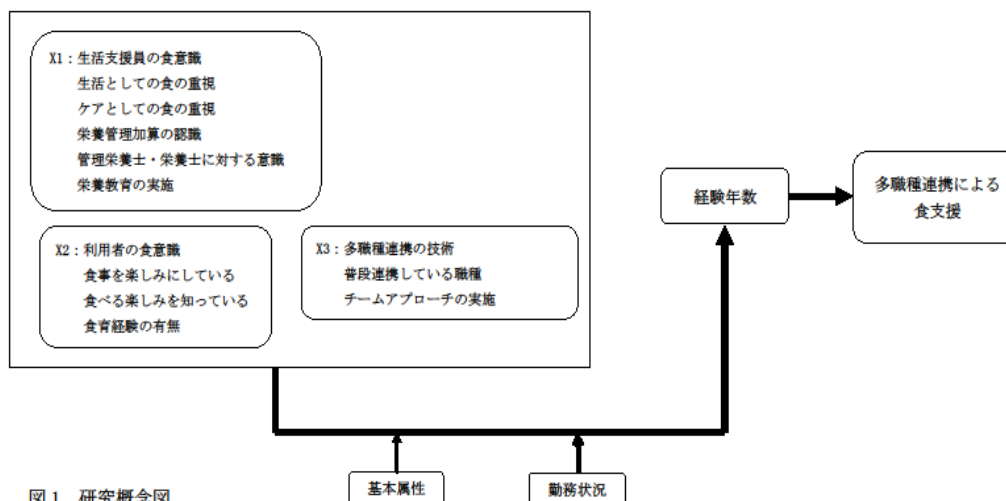 X1：生活支援員の食意識
生活としての食の重視
ケアとしての食の重視
栄養管理加算の認識
管理栄養士・栄養士に対する意識
栄養教育の実施
X2：利用者の食意識
食事を楽しみにしている
食べる楽しみを知っている
食育経験の有無
X3：多職種連携の技術
普段連携している職種
チームアプローチの実施
経験年数
多職種連携による
食支援
基本属性
勤務状況
図1 研究概念図